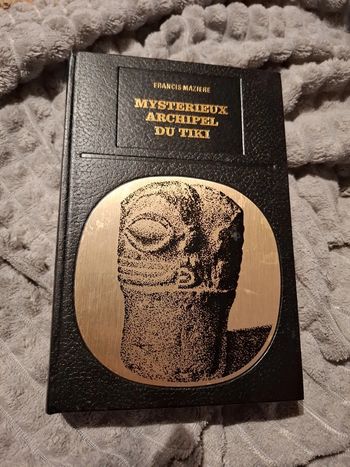 FRANCIS MAZIERE
MYSTERIEUX
ARCHIPEL
DU TIKI